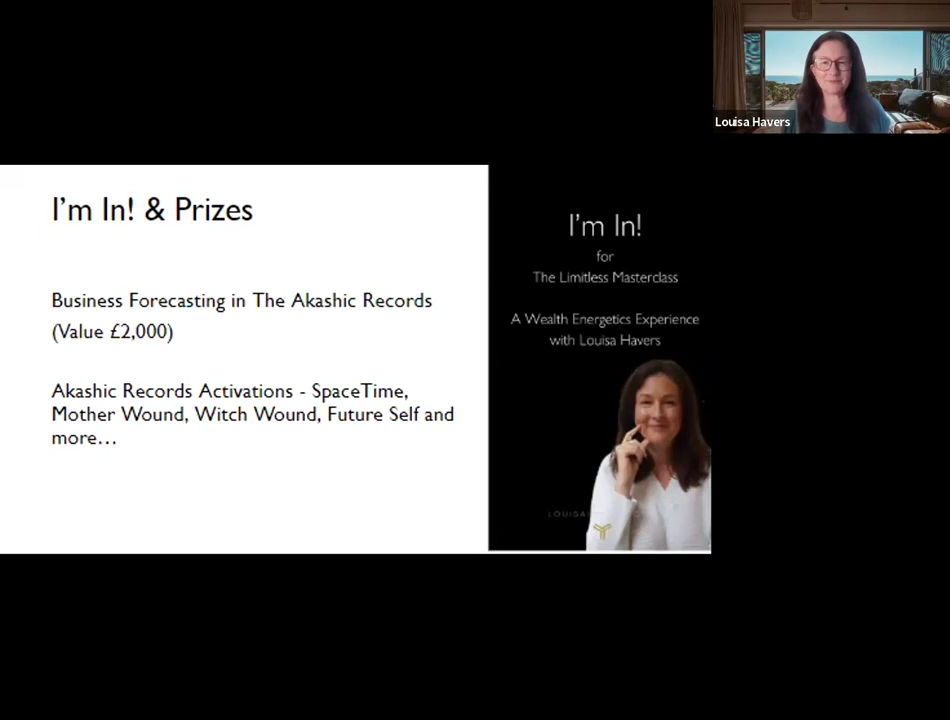 Louisa Havers
I'm In! & Prizes
Business Forecasting in The Akashic Records
(Value £2,000)
Akashic Records Activations - SpaceTime,
Mother Wound, Witch Wound, Future Self and
more…
I'm In!
for
The Limitless Masterclass
A Wealth Energetics Experience
with Louisa Havers